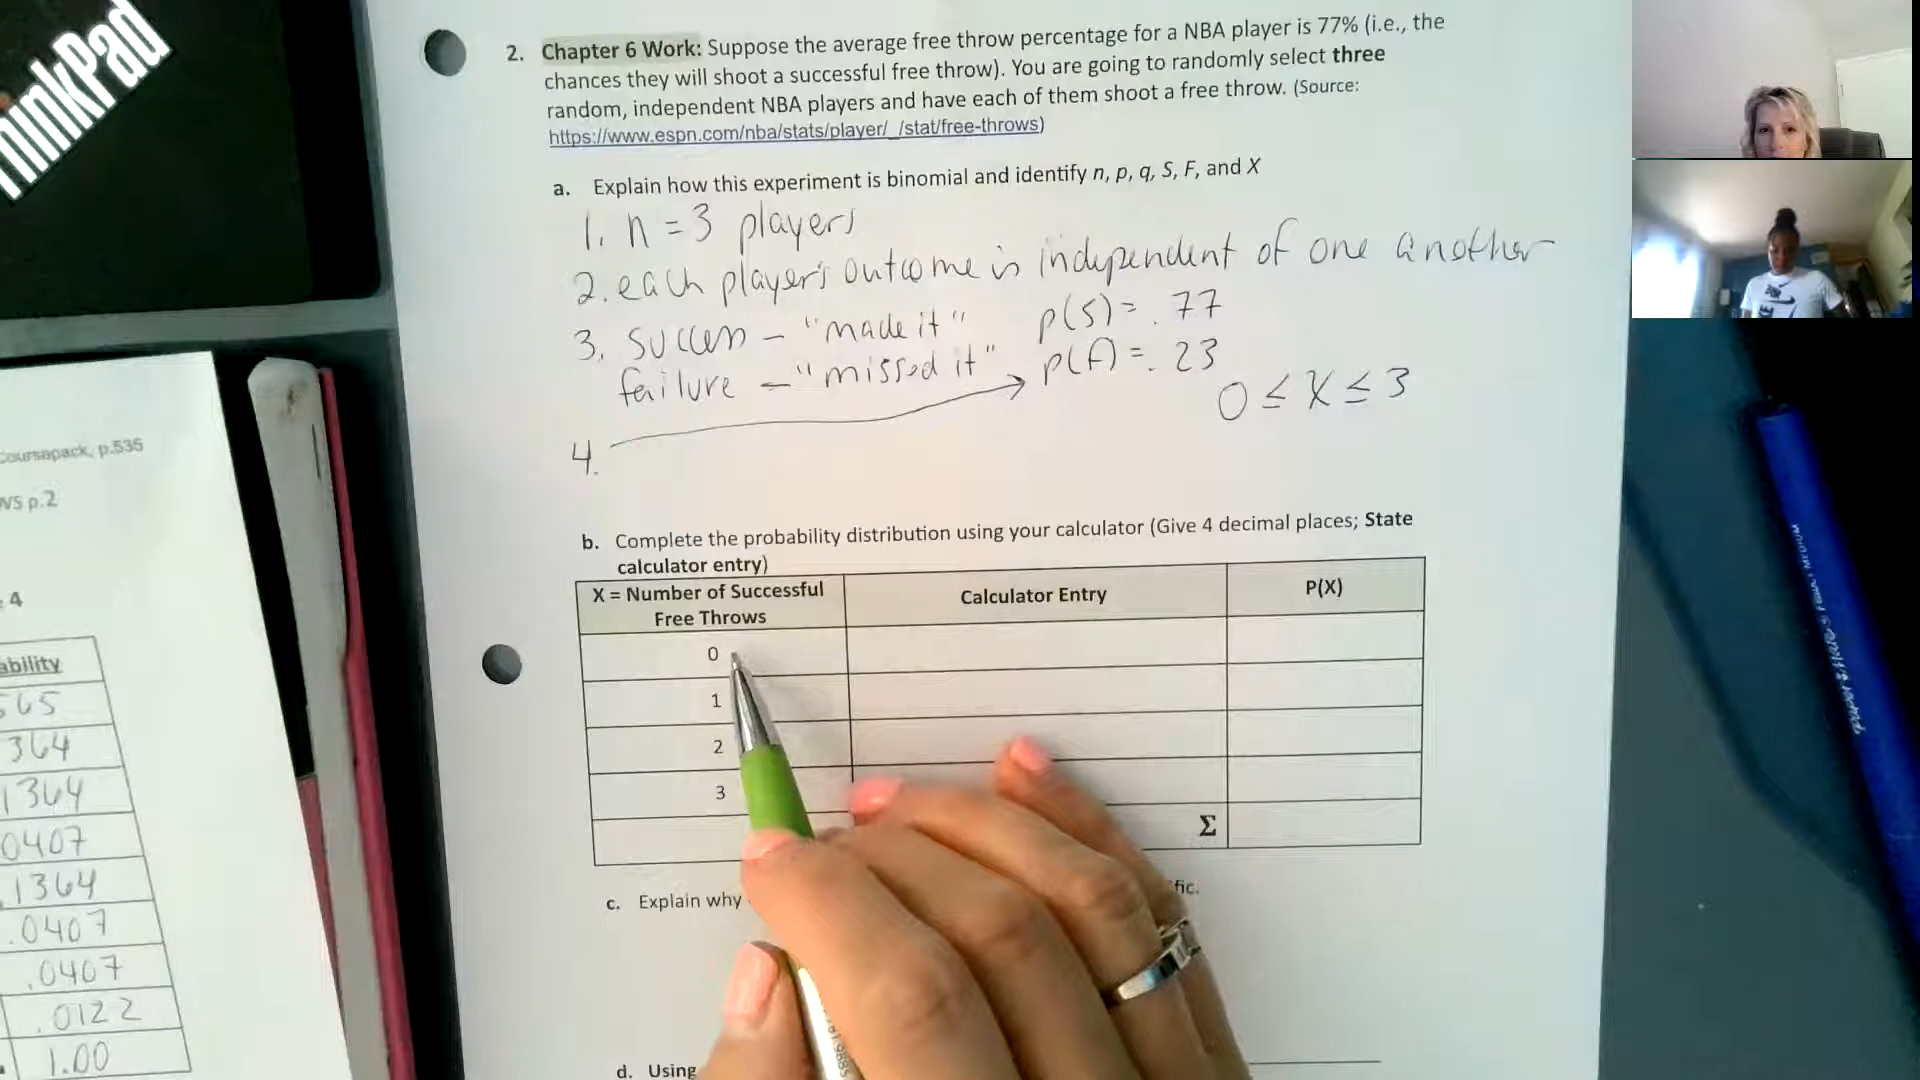 ThinkPad
2. Chapter 6 Work: Suppose the average free throw percentage for a NBA player is 77% (i.e., the
chances they will shoot a successful free throw). You are going to randomly select three
random, independent NBA players and have each of them shoot a free throw. (Source:
https://www.espn.com/nba/stats/player/_/stat/free-throws)
a. Explain how this experiment is binomial and identify n, p, q, S, F, and X
1. n = 3 players
2. each player's outcome is independent of one another
3. success - "made it" p(S) = .77
failure - "missed it" p(F) = .23
0 ≤ X ≤ 3
4.
b. Complete the probability distribution using your calculator (Give 4 decimal places; State
calculator entry)
X = Number of Successful
Free Throws
Calculator Entry
P(X)
0
1
2
3
Σ
c. Explain why
fic.
d. Using
Coursepack, p.535
p.2
4
364
1364
0407
.1364
.0407
.0407
.0122
1.00